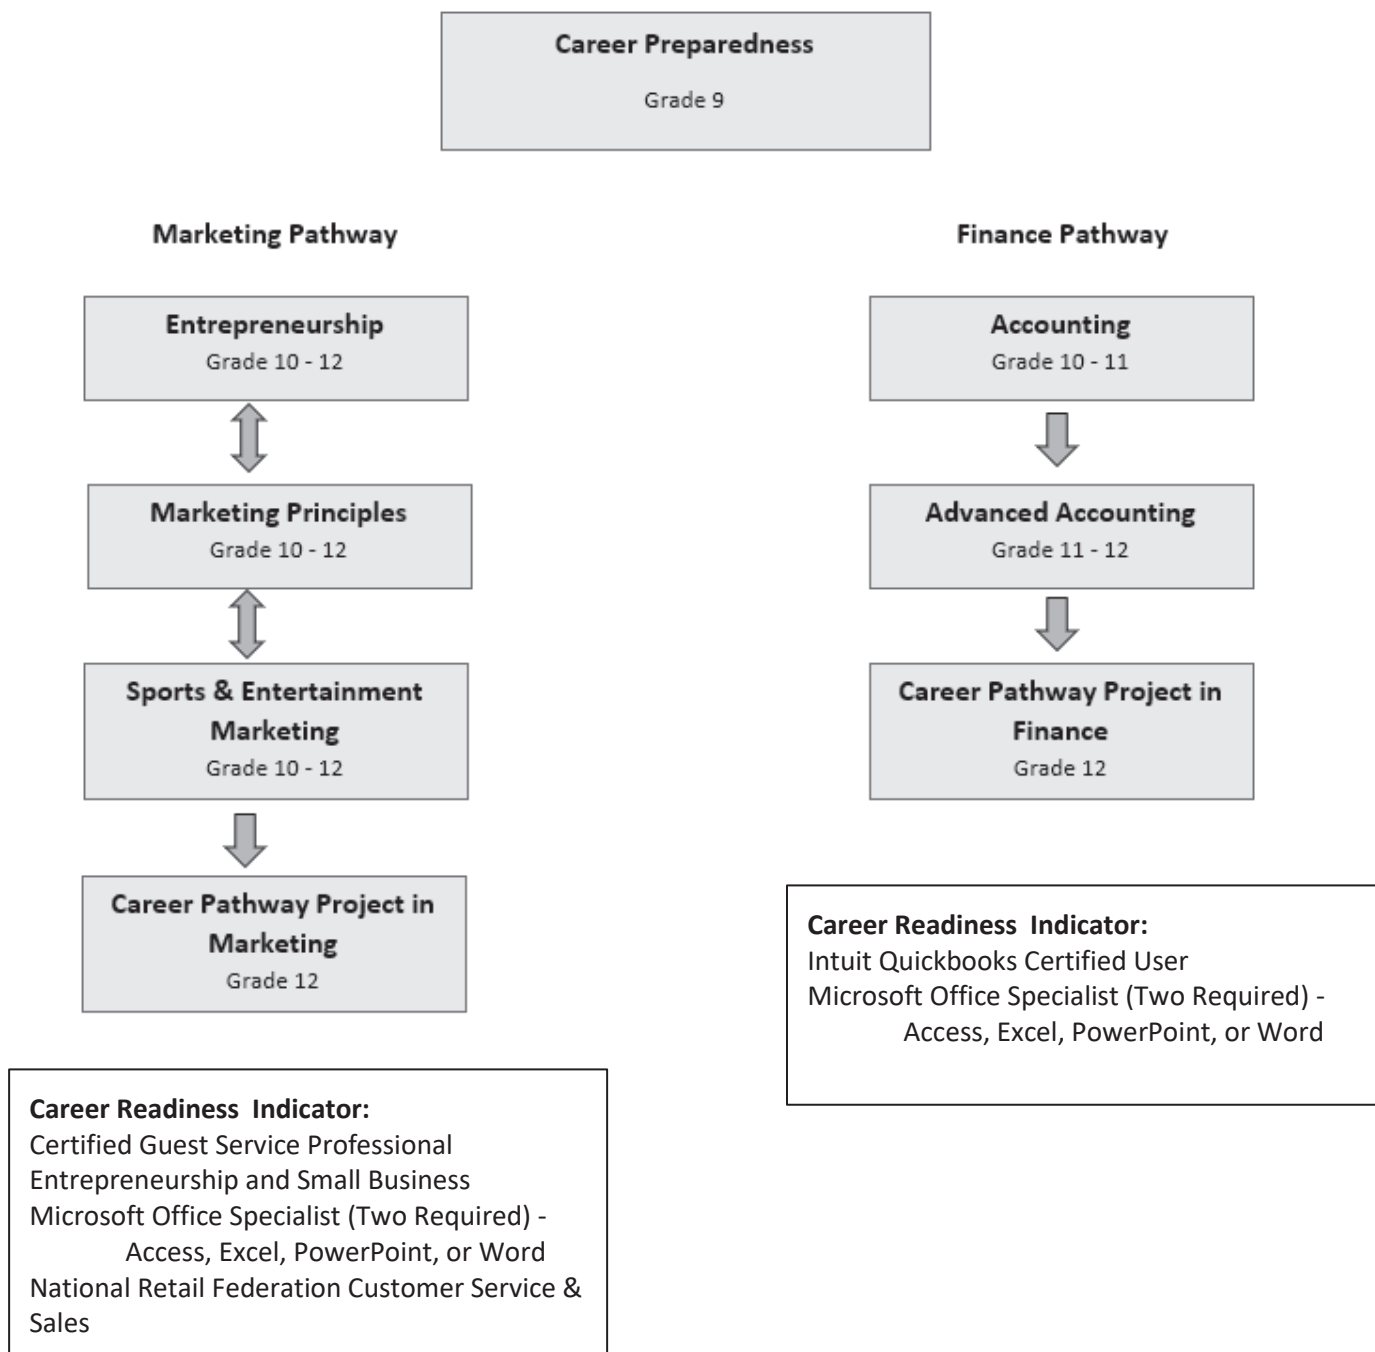 Career Preparedness
Grade 9
Marketing Pathway
Entrepreneurship
Grade 10 - 12
Marketing Principles
Grade 10 - 12
Sports & Entertainment
Marketing
Grade 10 - 12
Career Pathway Project in
Marketing
Grade 12
Career Readiness Indicator:
Certified Guest Service Professional
Entrepreneurship and Small Business
Microsoft Office Specialist (Two Required) -
Access, Excel, PowerPoint, or Word
National Retail Federation Customer Service &
Sales
Finance Pathway
Accounting
Grade 10 - 11
Advanced Accounting
Grade 11 - 12
Career Pathway Project in
Finance
Grade 12
Career Readiness Indicator:
Intuit Quickbooks Certified User
Microsoft Office Specialist (Two Required) -
Access, Excel, PowerPoint, or Word